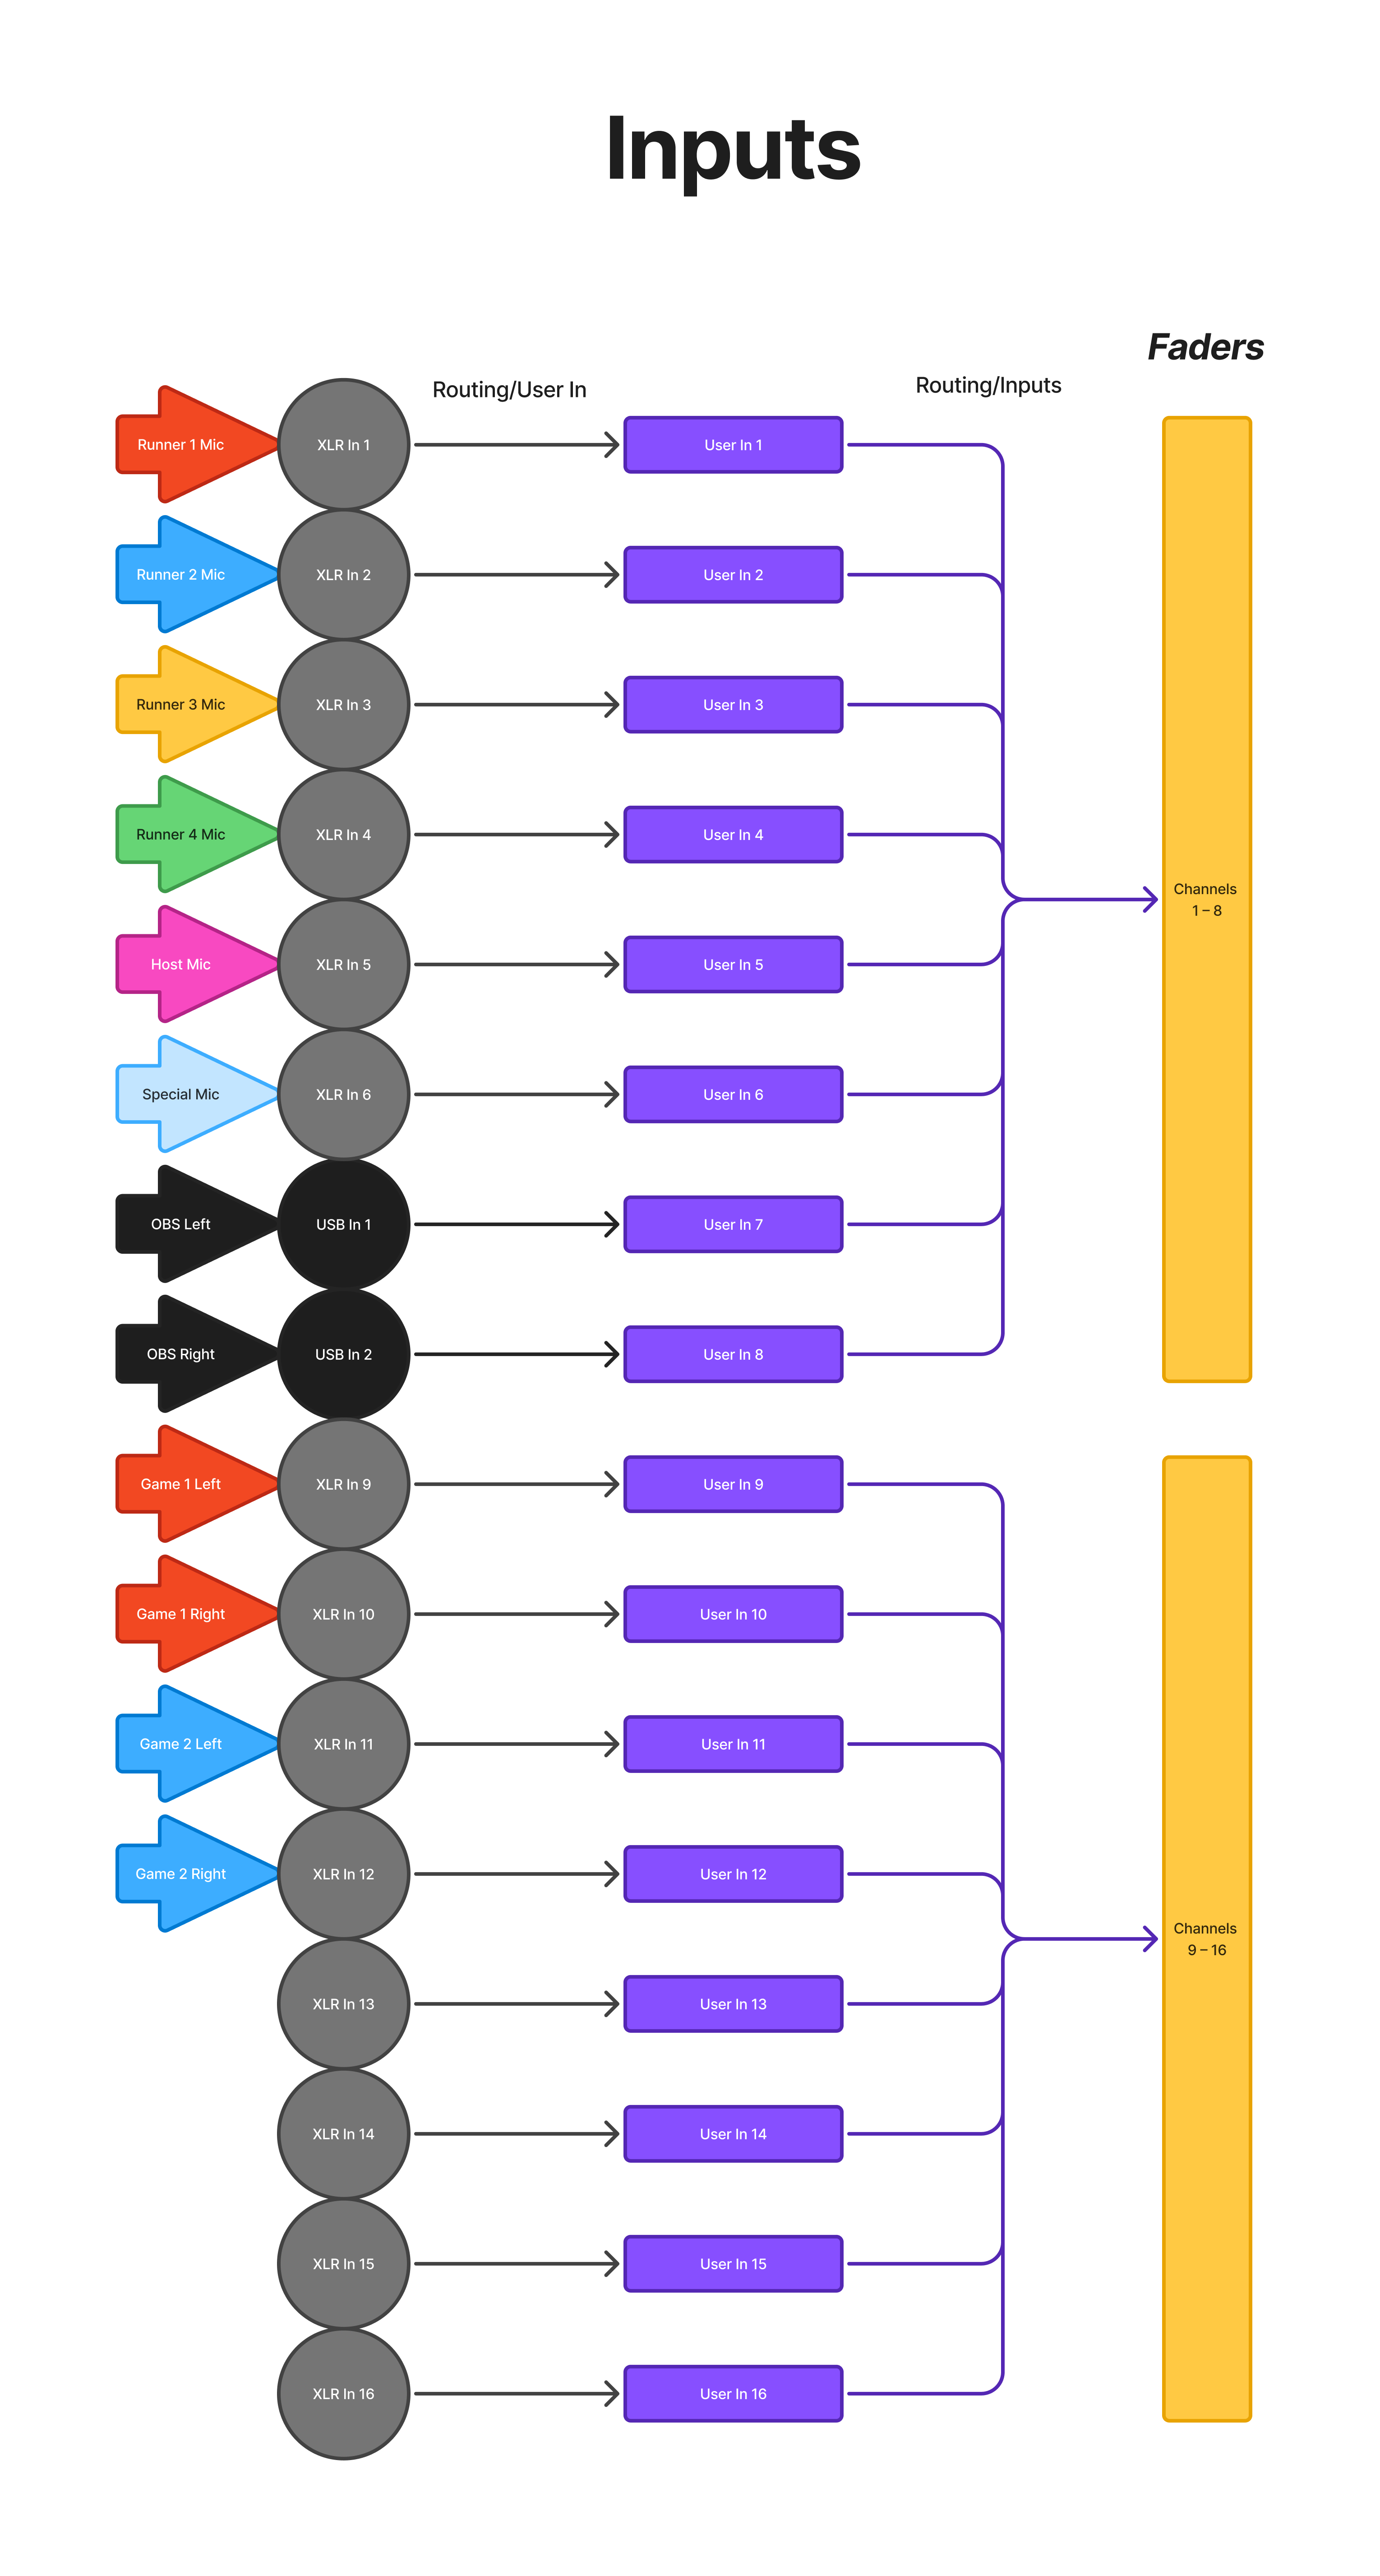 Inputs
Faders
Routing/User In
Routing/Inputs
Runner 1 Mic
XLR In 1
User In 1
Runner 2 Mic
XLR In 2
User In 2
Runner 3 Mic
XLR In 3
User In 3
Runner 4 Mic
XLR In 4
User In 4
Channels
1 – 8
Host Mic
XLR In 5
User In 5
Special Mic
XLR In 6
User In 6
OBS Left
USB In 1
User In 7
OBS Right
USB In 2
User In 8
Game 1 Left
XLR In 9
User In 9
Game 1 Right
XLR In 10
User In 10
Game 2 Left
XLR In 11
User In 11
Game 2 Right
XLR In 12
User In 12
Channels
9 – 16
XLR In 13
User In 13
XLR In 14
User In 14
XLR In 15
User In 15
XLR In 16
User In 16